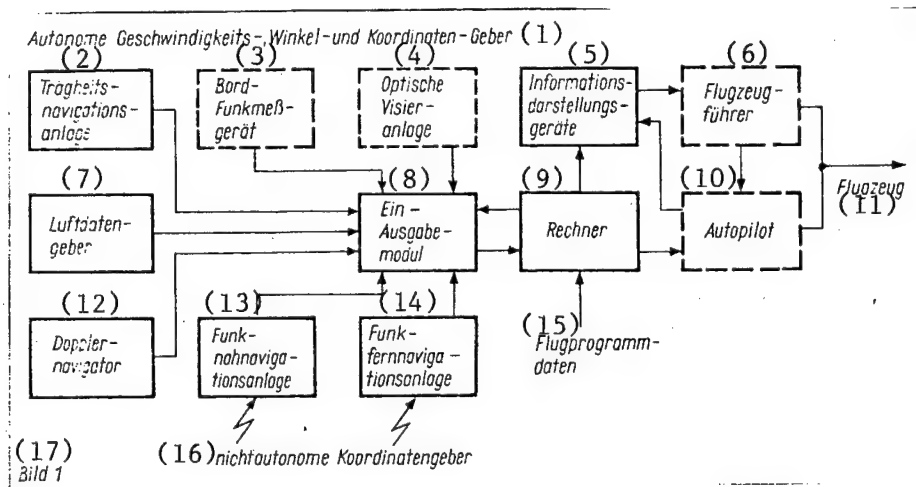 Autonome Geschwindigkeits-, Winkel- und Koordinaten-Geber (1)
(2)
Trägheits-
navigations-
anlage
(3)
Bord-
Funkmeß-
gerät
(4)
Optische
Visier-
anlage
(5)
Informations-
darstellungs-
geräte
(6)
Flugzeug-
führer
(7)
Luftdaten-
geber
(8)
Ein-
Ausgabe-
modul
(9)
Rechner
(10)
Autopilot
Flugzeug
(11)
(12)
Doppler-
navigator
(13)
Funk-
nahnaviga-
tionsanlage
(14)
Funk-
fernnaviga-
tionsanlage
(15)
Flugprogramm-
daten
(16) nichtautonome Koordinatengeber
(17)
Bild 1